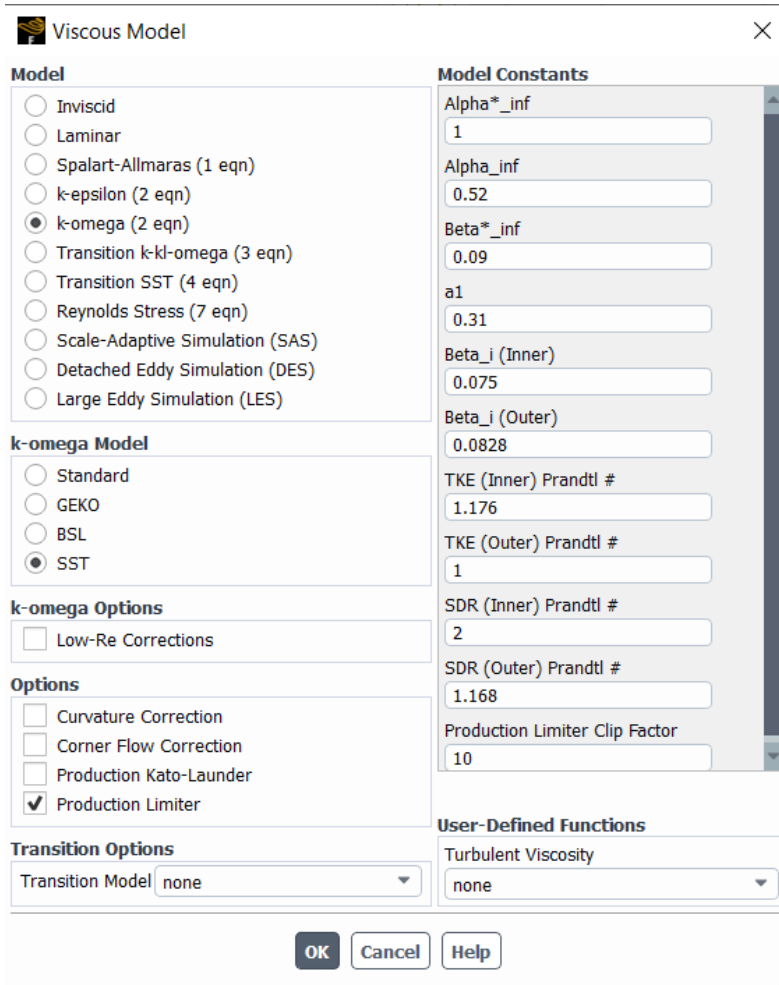 Viscous Model
Model
Inviscid
Laminar
Spalart-Allmaras (1 eqn)
k-epsilon (2 eqn)
k-omega (2 eqn)
Transition k-kl-omega (3 eqn)
Transition SST (4 eqn)
Reynolds Stress (7 eqn)
Scale-Adaptive Simulation (SAS)
Detached Eddy Simulation (DES)
Large Eddy Simulation (LES)
k-omega Model
Standard
GEKO
BSL
SST
k-omega Options
Low-Re Corrections
Options
Curvature Correction
Corner Flow Correction
Production Kato-Launder
Production Limiter
Transition Options
Transition Model none
Model Constants
Alpha*_inf
1
Alpha_inf
0.52
Beta*_inf
0.09
a1
0.31
Beta_i (Inner)
0.075
Beta_i (Outer)
0.0828
TKE (Inner) Prandtl #
1.176
TKE (Outer) Prandtl #
1
SDR (Inner) Prandtl #
2
SDR (Outer) Prandtl #
1.168
Production Limiter Clip Factor
10
User-Defined Functions
Turbulent Viscosity
none
OK Cancel Help